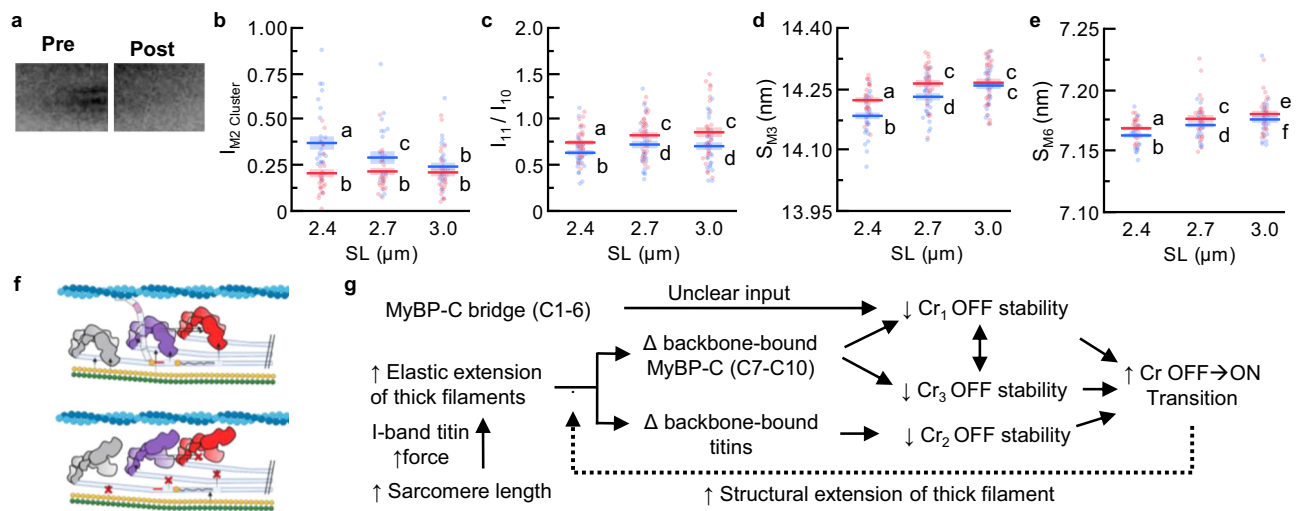 a
Pre
Post
b
I M2 Cluster
1.00
0.75
0.50
0.25
0
a
b
c
b
b
b
2.4
2.7
3.0
SL (µm)
c
I11 / I10
2.0
1.5
1.0
0.5
0
a
b
c
d
c
d
2.4
2.7
3.0
SL (µm)
d
SM3 (nm)
14.40
14.25
14.10
13.95
a
b
c
d
c
c
2.4
2.7
3.0
SL (µm)
e
SM6 (nm)
7.25
7.20
7.15
7.10
a
b
c
d
e
f
2.4
2.7
3.0
SL (µm)
f
g
MyBP-C bridge (C1-6)
Unclear input
↓ Cr1 OFF stability
Δ backbone-bound
MyBP-C (C7-C10)
↑ Elastic extension
of thick filaments
↓ Cr3 OFF stability
↑ Cr OFF→ON
Transition
I-band titin
↑force
Δ backbone-bound
titins
↓ Cr2 OFF stability
↑ Sarcomere length
↑ Structural extension of thick filament